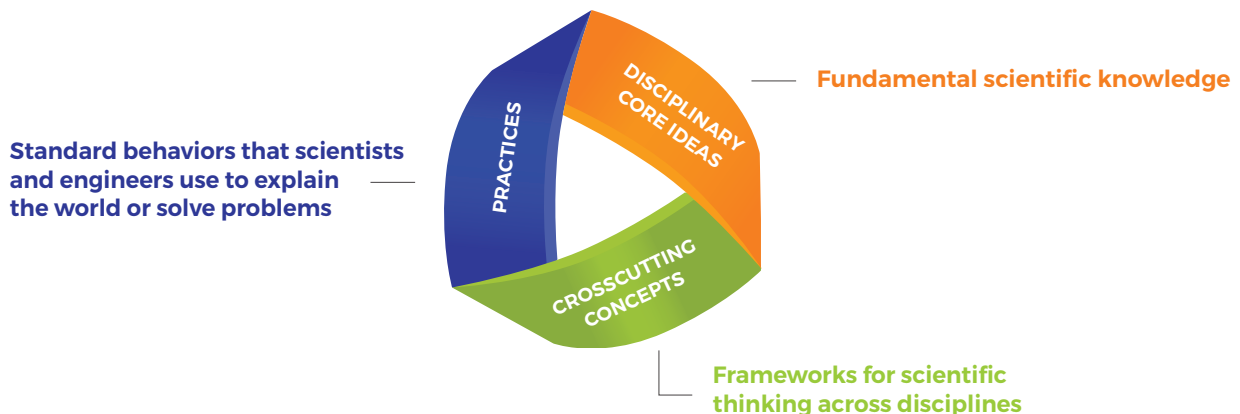 DISCIPLINARY
CORE IDEAS
Fundamental scientific knowledge
PRACTICES
Standard behaviors that scientists
and engineers use to explain
the world or solve problems
CROSSCUTTING
CONCEPTS
Frameworks for scientific
thinking across disciplines